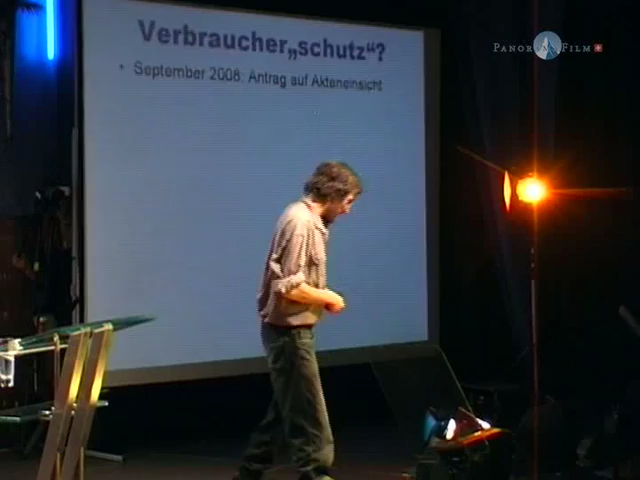 Verbraucher„schutz“?
• September 2008: Antrag auf Akteneinsicht
PANORAMA FILM